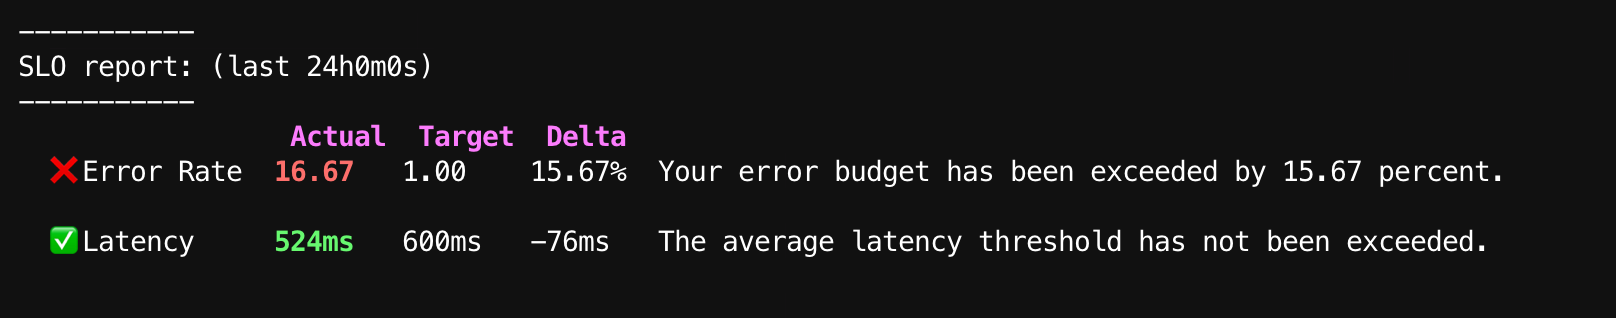 -----------
SLO report: (last 24h0m0s)
-----------
Actual Target Delta
❌Error Rate 16.67 1.00 15.67% Your error budget has been exceeded by 15.67 percent.
✅Latency 524ms 600ms -76ms The average latency threshold has not been exceeded.